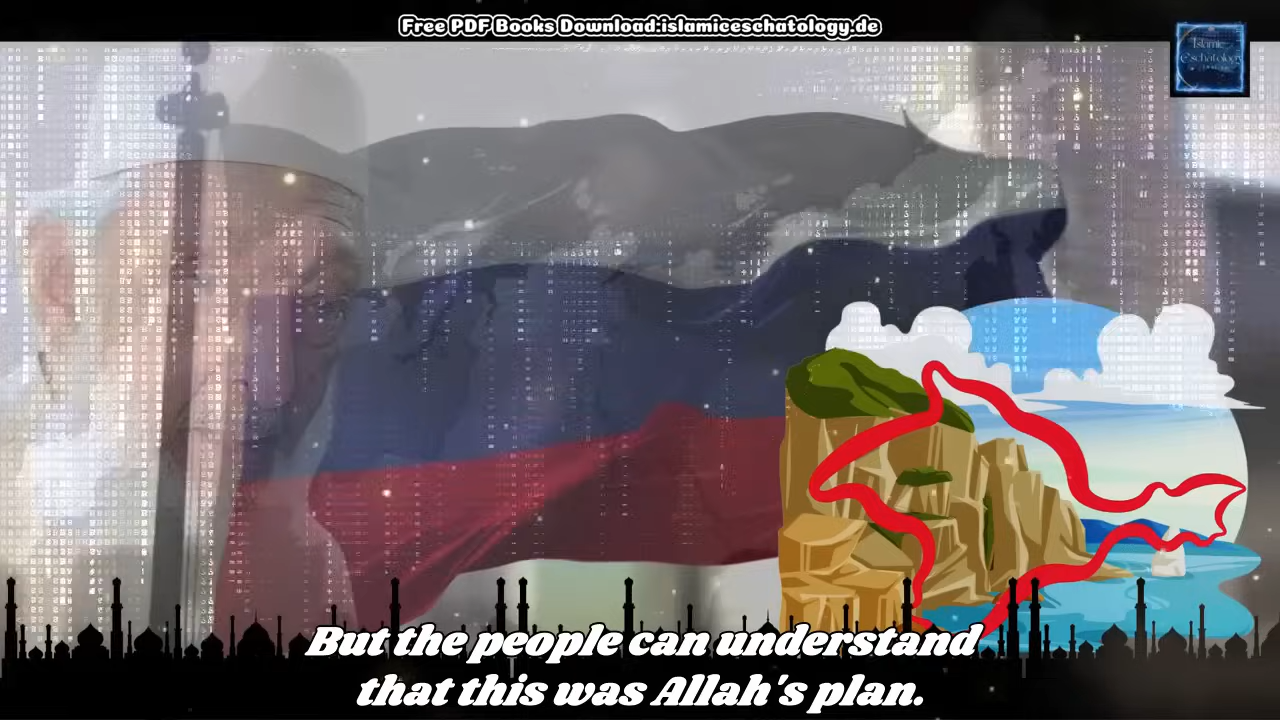 Free PDF Books Download:islamiceschatology.de
Islamic
Eschatology
But the people can understand
that this was Allah's plan.